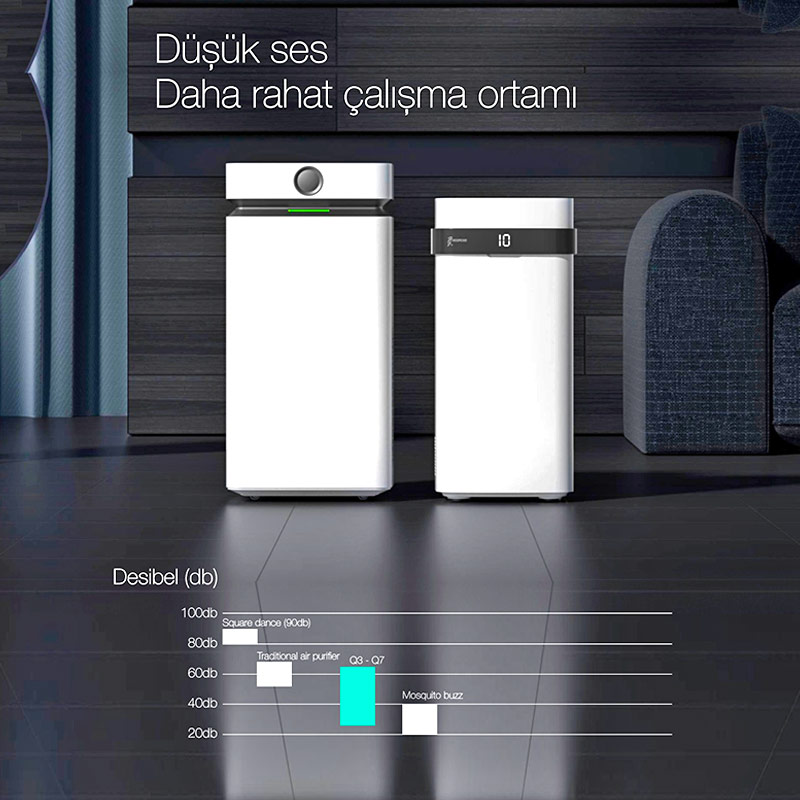 Düşük ses
Daha rahat çalışma ortamı
10
Desibel (db)
100db
Square dance (90db)
80db
Traditional air purifier
Q3 - Q7
60db
Mosquito buzz
40db
20db